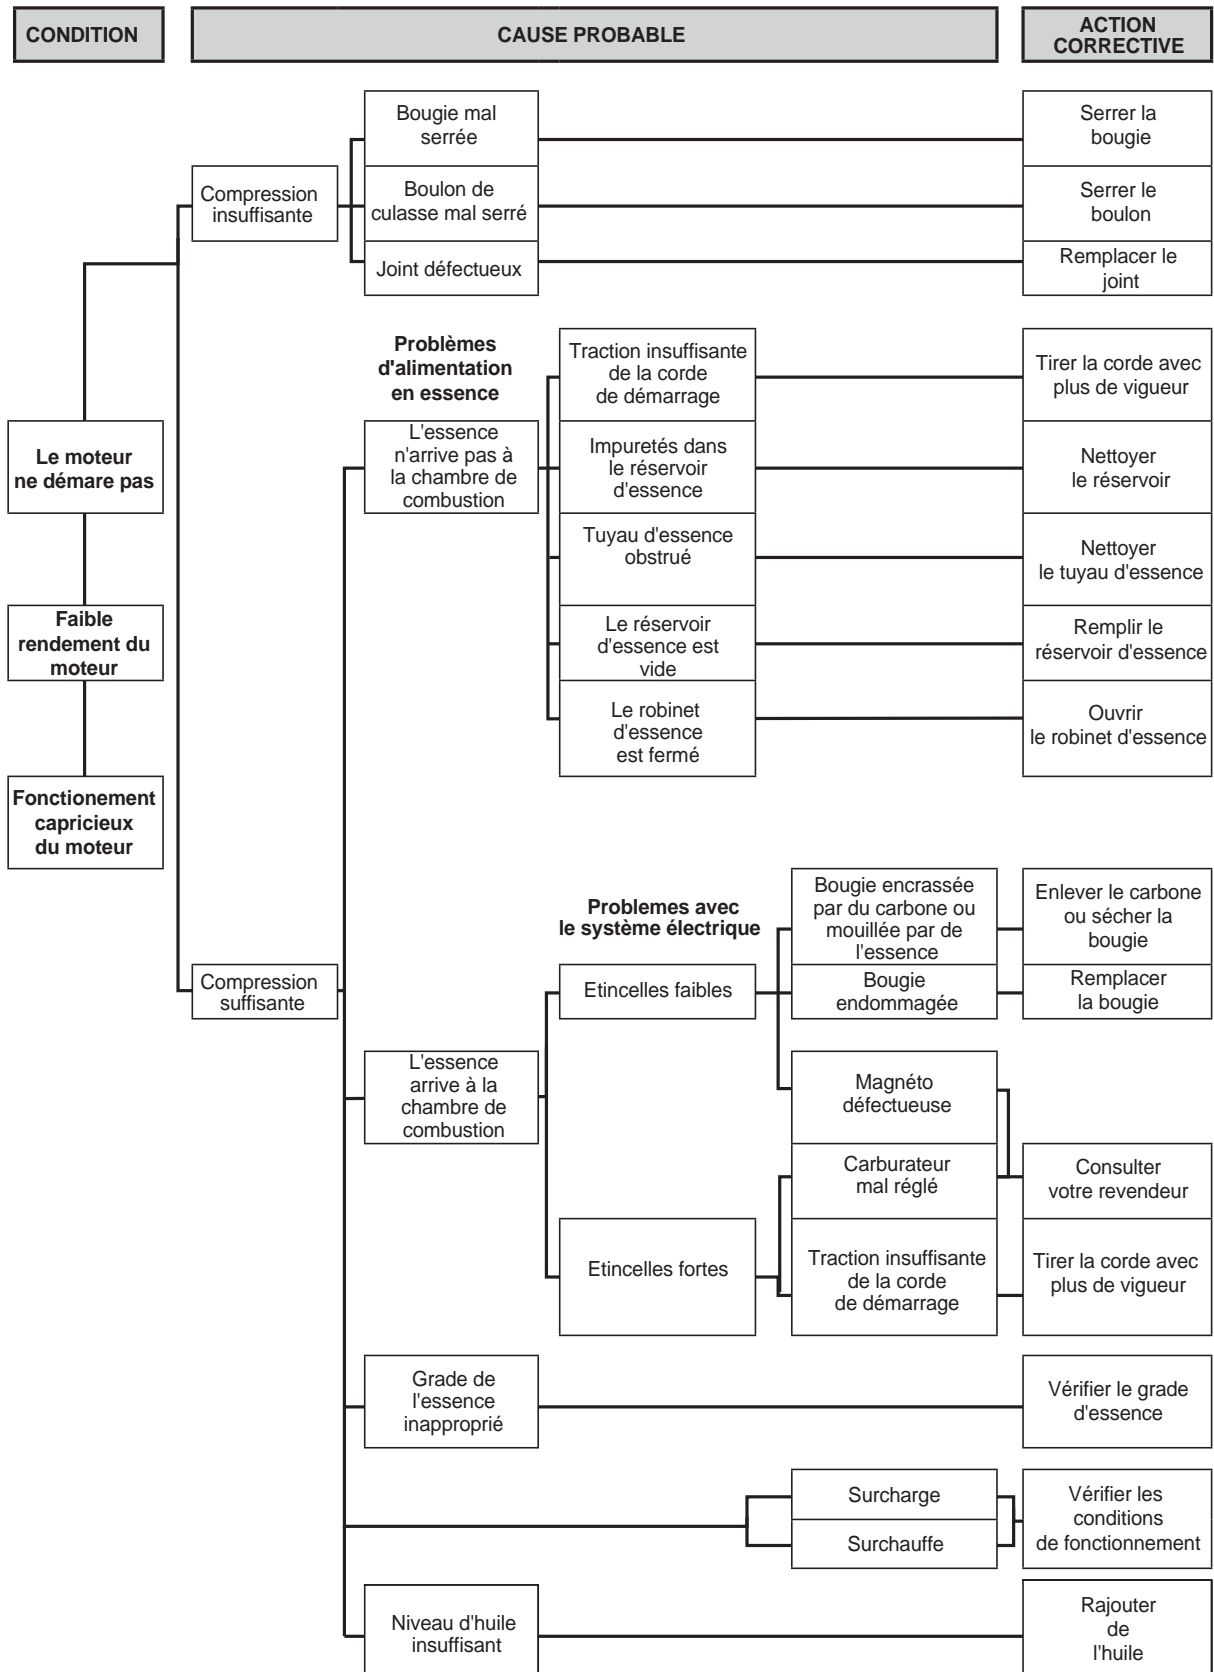 CONDITION
CAUSE PROBABLE
ACTION
CORRECTIVE
Bougie mal
serrée
Serrer la
bougie
Compression
insuffisante
Boulon de
culasse mal serré
Serrer le
boulon
Joint défectueux
Remplacer le
joint
Problèmes
d'alimentation
en essence
Traction insuffisante
de la corde
de démarrage
Tirer la corde avec
plus de vigueur
Le moteur
ne démare pas
L'essence
n'arrive pas à
la chambre de
combustion
Impuretés dans
le réservoir
d'essence
Nettoyer
le réservoir
Tuyau d'essence
obstrué
Nettoyer
le tuyau d'essence
Faible
rendement du
moteur
Le réservoir
d'essence est
vide
Remplir le
réservoir d'essence
Le robinet
d'essence
est fermé
Ouvrir
le robinet d'essence
Fonctionement
capricieux
du moteur
Problemes avec
le système électrique
Bougie encrassée
par du carbone ou
mouillée par de
l'essence
Enlever le carbone
ou sécher la
bougie
Compression
suffisante
Etincelles faibles
Bougie
endommagée
Remplacer
la bougie
L'essence
arrive à la
chambre de
combustion
Magnéto
défectueuse
Carburateur
mal réglé
Consulter
votre revendeur
Etincelles fortes
Traction insuffisante
de la corde
de démarrage
Tirer la corde avec
plus de vigueur
Grade de
l'essence
inapproprié
Vérifier le grade
d'essence
Surcharge
Surchauffe
Vérifier les
conditions
de fonctionnement
Niveau d'huile
insuffisant
Rajouter
de
l'huile